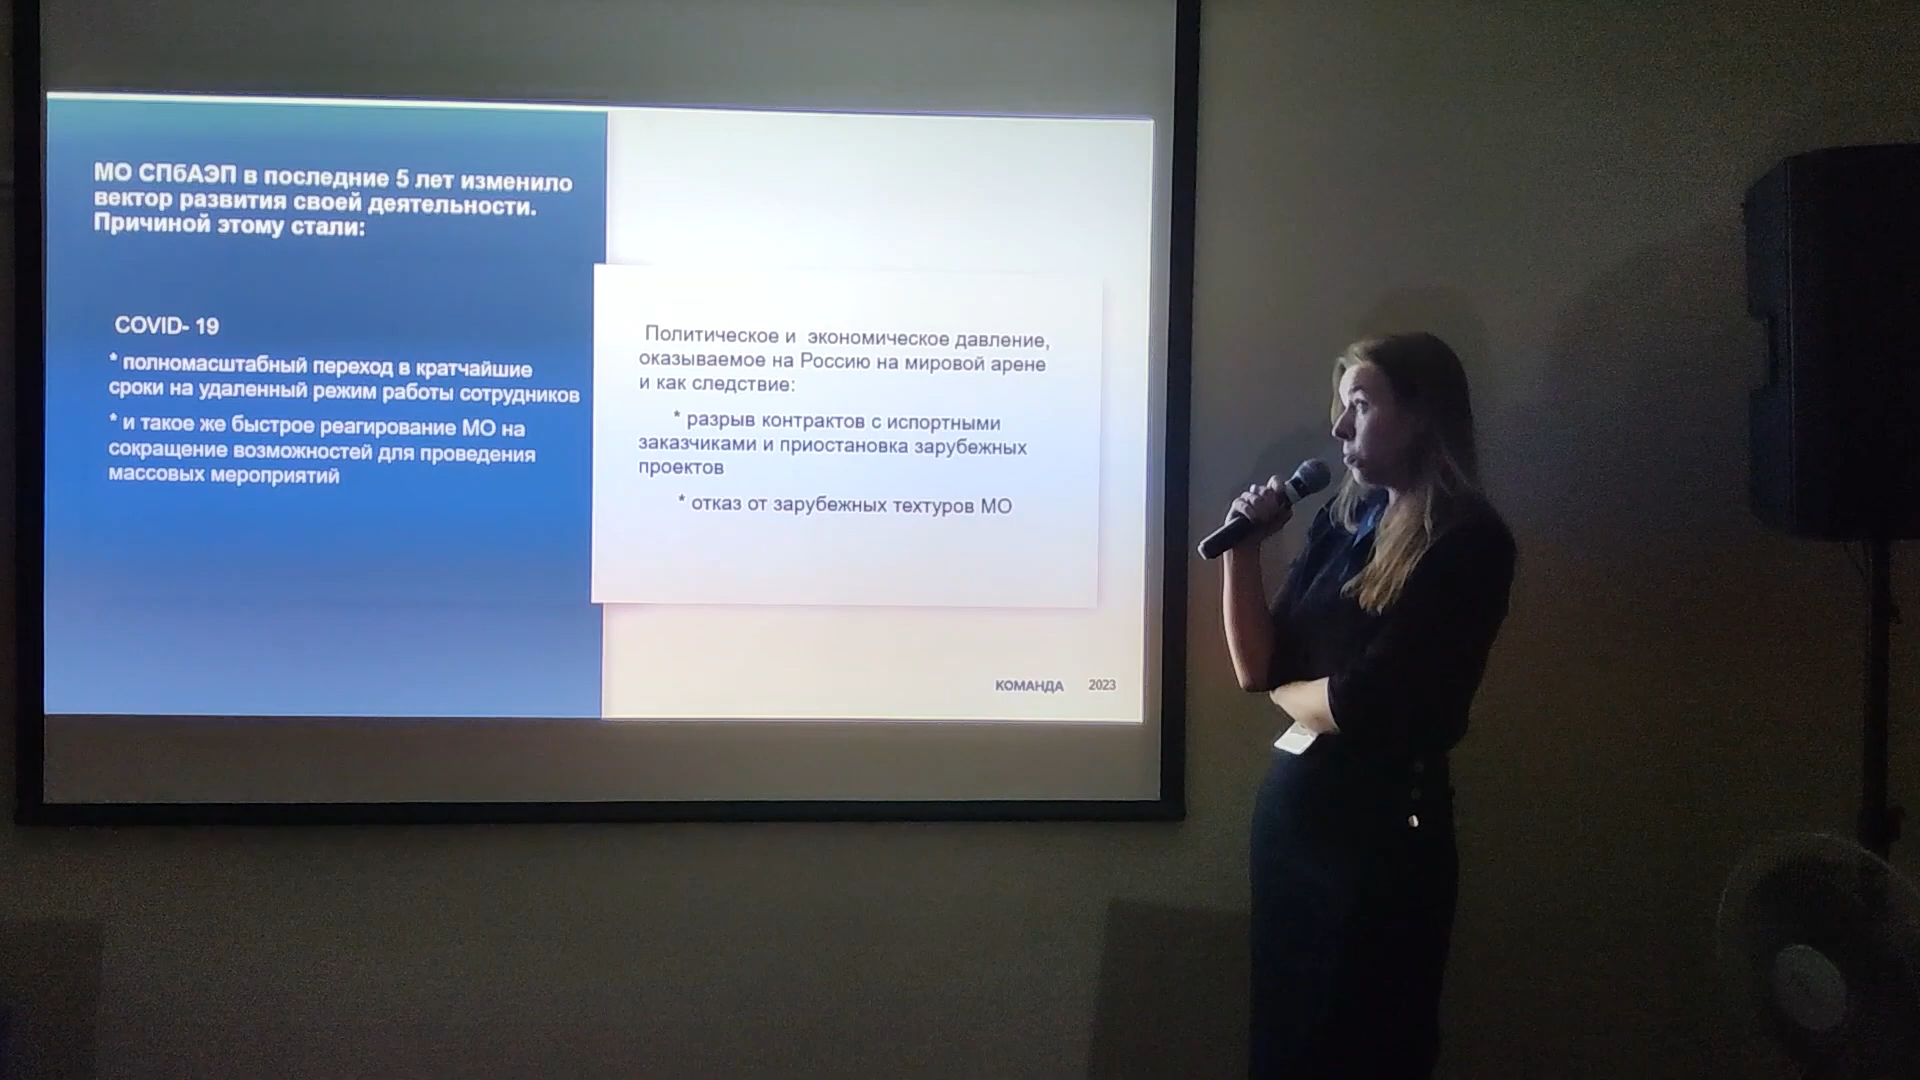 МО СПбАЭП в последние 5 лет изменило
вектор развития своей деятельности.
Причиной этому стали:
COVID- 19
* полномасштабный переход в кратчайшие
сроки на удаленный режим работы сотрудников
* и такое же быстрое реагирование МО на
сокращение возможностей для проведения
массовых мероприятий
Политическое и экономическое давление,
оказываемое на Россию на мировой арене
и как следствие:
* разрыв контрактов с испортными
заказчиками и приостановка зарубежных
проектов
* отказ от зарубежных техтуров МО
КОМАНДА 2023